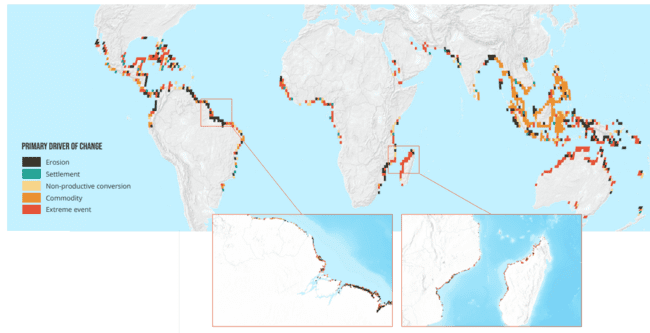 PRIMARY DRIVER OF CHANGE
Erosion
Settlement
Non-productive conversion
Commodity
Extreme event